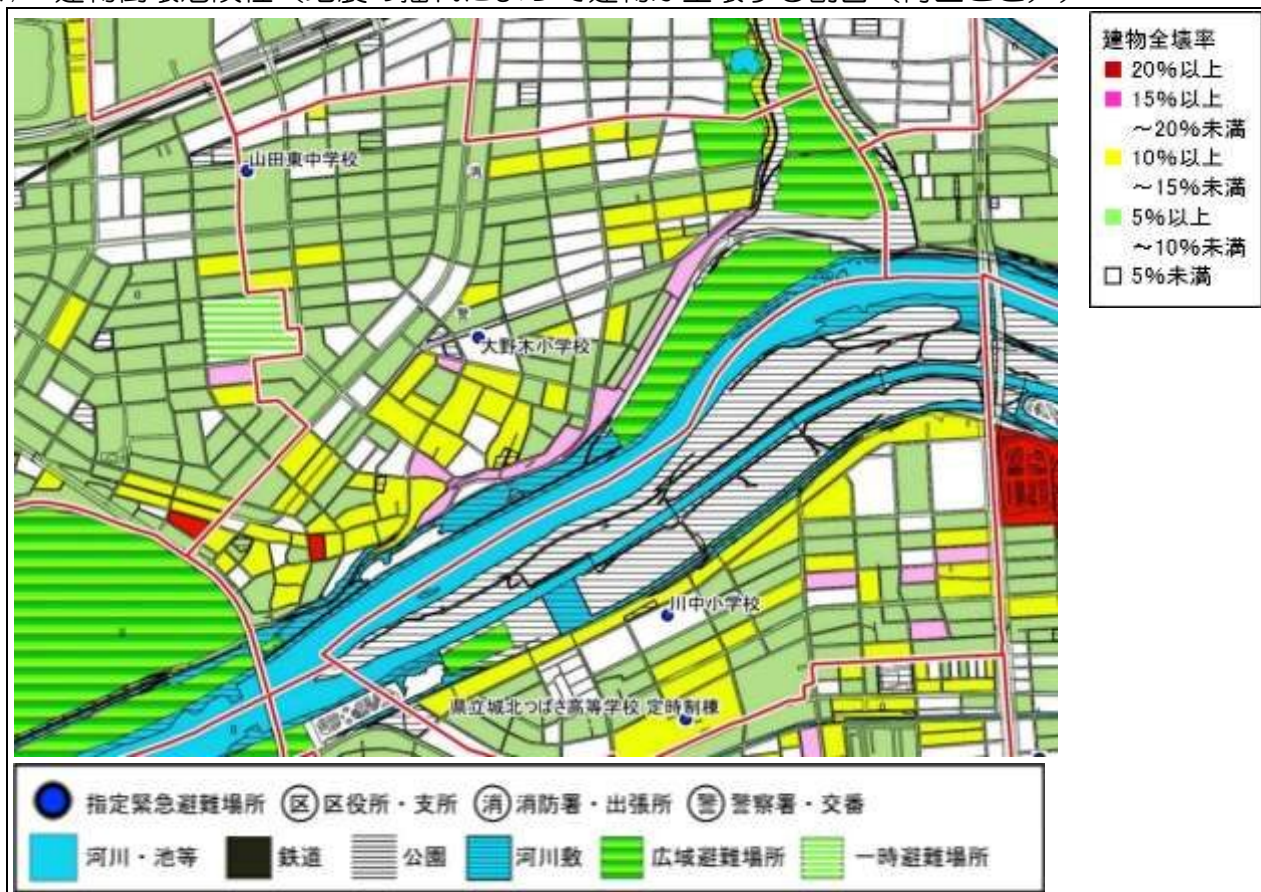 建物全壊率
20%以上
15%以上
～20%未満
10%以上
～15%未満
5%以上
～10%未満
5%未満
山田東中学校
消
警
大野木小学校
川中小学校
県立城北つばさ高等学校 定時制棟
指定緊急避難場所 区 区役所・支所 消 消防署・出張所 警 警察署・交番
河川・池等 鉄道 公園 河川敷 広域避難場所 一時避難場所